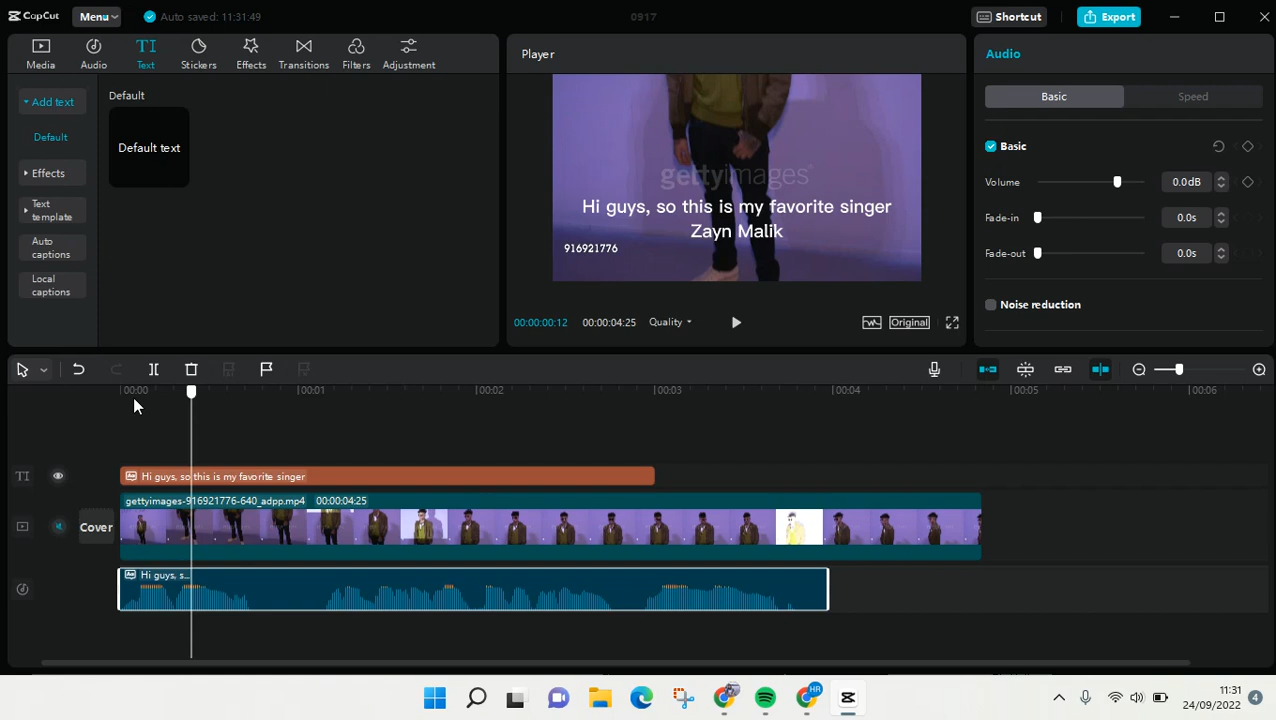 CapCut
Menu
Auto saved: 11:31:49
0917
Shortcut
Export
Media
Audio
Text
Stickers
Effects
Transitions
Filters
Adjustment
Player
Audio
Add text
Default
Effects
Text
template
Auto
captions
Local
captions
Default
Default text
gettyimages®
Hi guys, so this is my favorite singer
Zayn Malik
916921776
00:00:00:12
00:00:04:25
Quality
Original
Basic
Speed
Basic
Volume
0.0dB
Fade-in
0.0s
Fade-out
0.0s
Noise reduction
00:00
00:01
00:02
00:03
00:04
00:05
00:06
TI
Hi guys, so this is my favorite singer
gettyimages-916921776-640_adpp.mp4 00:00:04:25
Cover
Hi guys, s...
HR
11:31
24/09/2022
4